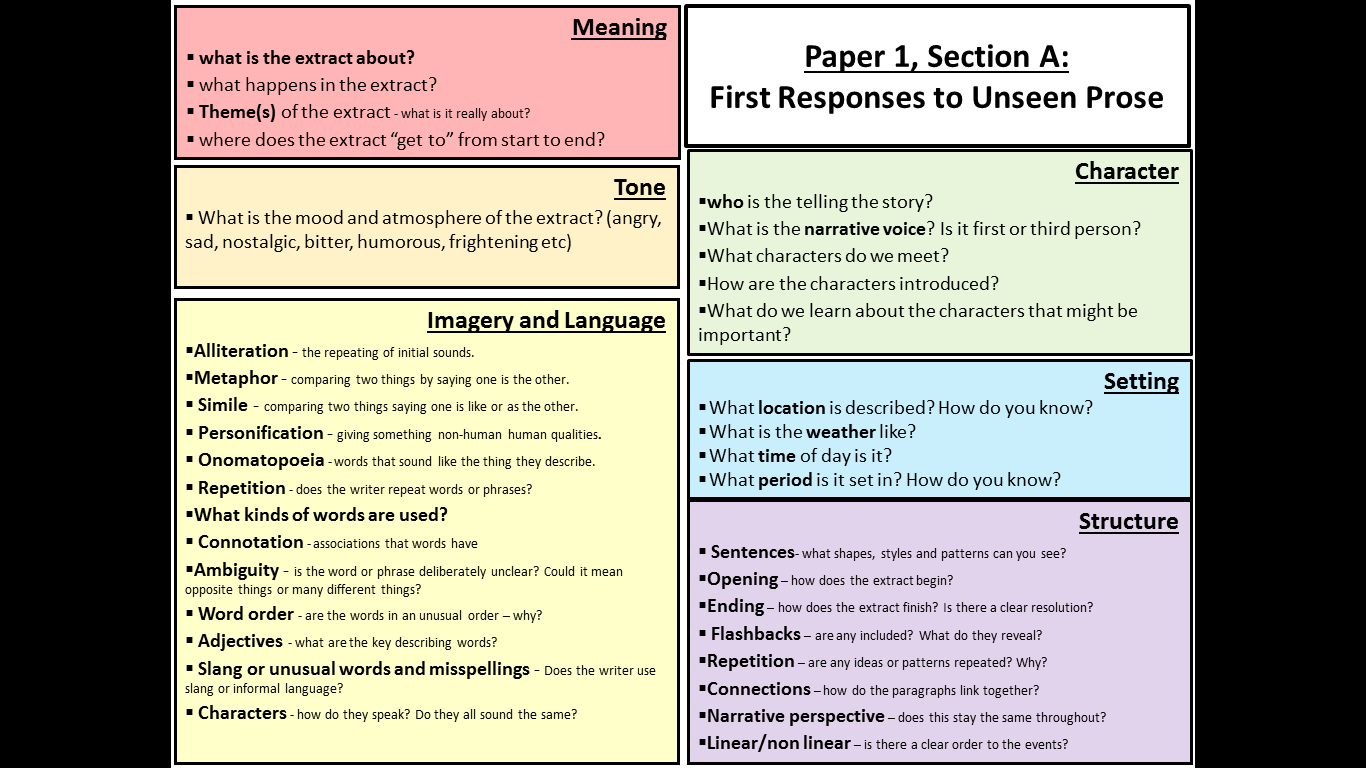 Meaning
▪ what is the extract about?
▪ what happens in the extract?
▪ Theme(s) of the extract - what is it really about?
▪ where does the extract “get to” from start to end?
Tone
▪ What is the mood and atmosphere of the extract? (angry,
sad, nostalgic, bitter, humorous, frightening etc)
Imagery and Language
▪Alliteration – the repeating of initial sounds.
▪Metaphor – comparing two things by saying one is the other.
▪ Simile – comparing two things saying one is like or as the other.
▪ Personification – giving something non-human human qualities.
▪ Onomatopoeia - words that sound like the thing they describe.
▪ Repetition - does the writer repeat words or phrases?
▪What kinds of words are used?
▪ Connotation - associations that words have
▪Ambiguity – is the word or phrase deliberately unclear? Could it mean
opposite things or many different things?
▪ Word order - are the words in an unusual order – why?
▪ Adjectives - what are the key describing words?
▪ Slang or unusual words and misspellings – Does the writer use
slang or informal language?
▪ Characters - how do they speak? Do they all sound the same?
Paper 1, Section A:
First Responses to Unseen Prose
Character
▪who is the telling the story?
▪What is the narrative voice? Is it first or third person?
▪What characters do we meet?
▪How are the characters introduced?
▪What do we learn about the characters that might be
important?
Setting
▪ What location is described? How do you know?
▪ What is the weather like?
▪ What time of day is it?
▪ What period is it set in? How do you know?
Structure
▪ Sentences- what shapes, styles and patterns can you see?
▪Opening – how does the extract begin?
▪Ending – how does the extract finish? Is there a clear resolution?
▪ Flashbacks – are any included? What do they reveal?
▪Repetition – are any ideas or patterns repeated? Why?
▪Connections – how do the paragraphs link together?
▪Narrative perspective – does this stay the same throughout?
▪Linear/non linear – is there a clear order to the events?